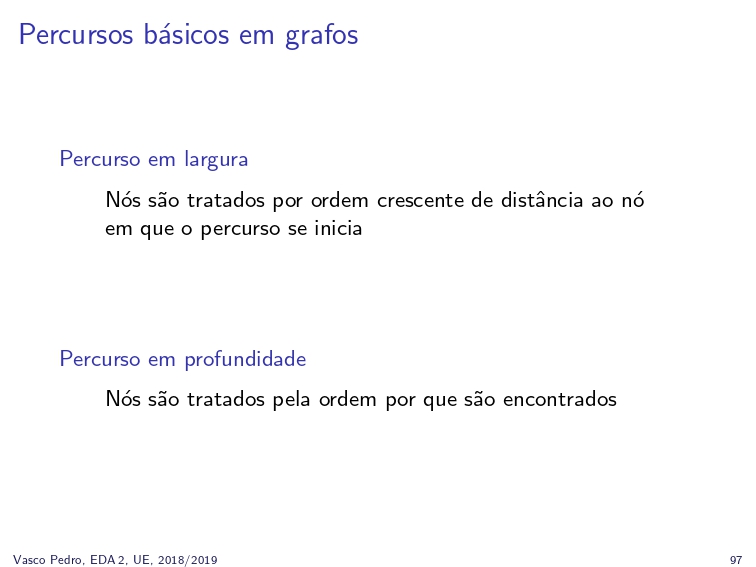 Percursos básicos em grafos
Percurso em largura
Nós são tratados por ordem crescente de distância ao nó
em que o percurso se inicia
Percurso em profundidade
Nós são tratados pela ordem por que são encontrados
Vasco Pedro, EDA 2, UE, 2018/2019
97